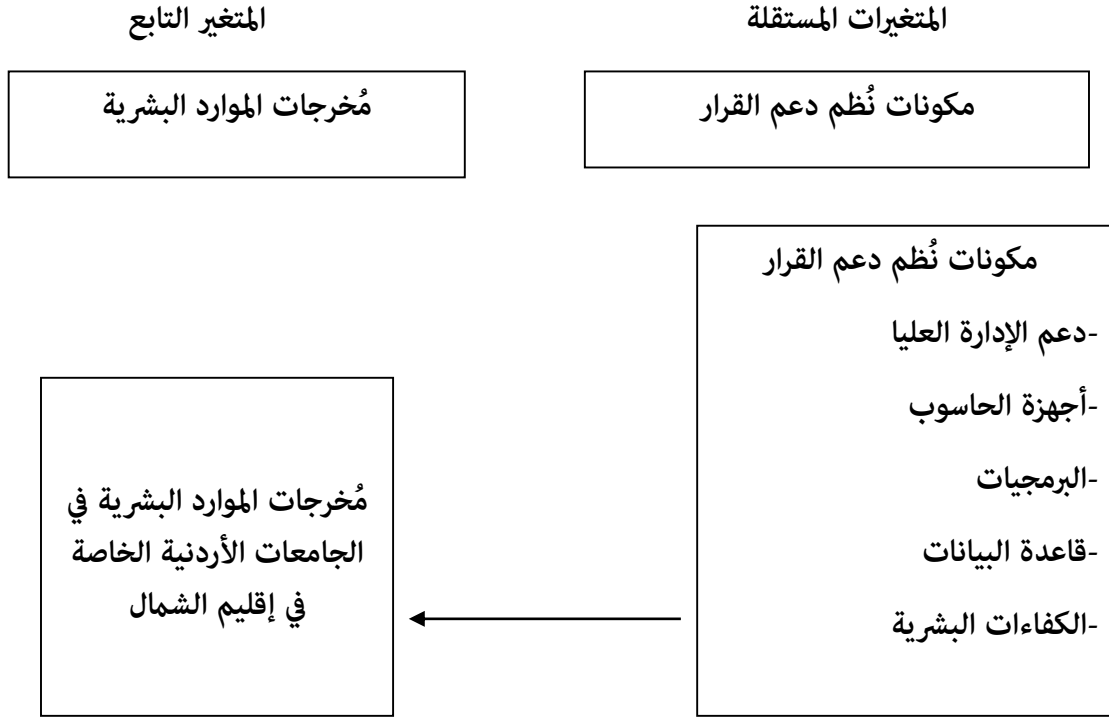 المتغيرات المستقلة
المتغير التابع
مكونات نُظم دعم القرار
مُخرجات الموارد البشرية
مكونات نُظم دعم القرار
-دعم الإدارة العليا
-أجهزة الحاسوب
-البرمجيات
-قاعدة البيانات
-الكفاءات البشرية
مُخرجات الموارد البشرية في
الجامعات الأردنية الخاصة
في إقليم الشمال